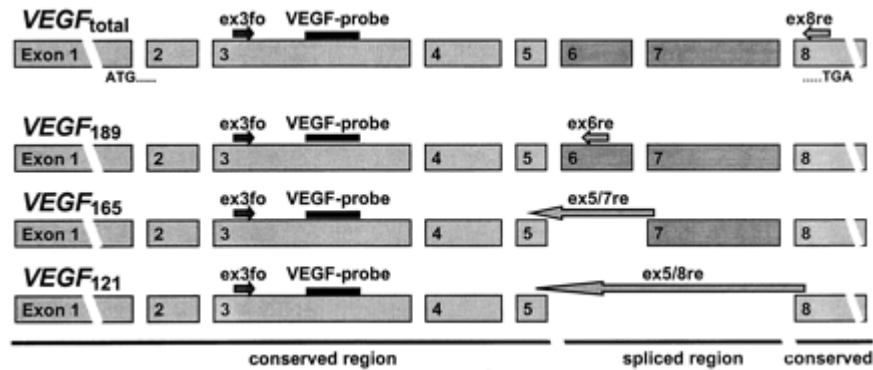 VEGFtotal ex3fo VEGF-probe ex8re
Exon 1 2 3 4 5 6 7 8
ATG..... .....TGA
VEGF189 ex3fo VEGF-probe ex6re
Exon 1 2 3 4 5 6 7 8
VEGF165 ex3fo VEGF-probe ex5/7re
Exon 1 2 3 4 5 7 8
VEGF121 ex3fo VEGF-probe ex5/8re
Exon 1 2 3 4 5 8
conserved region spliced region conserved